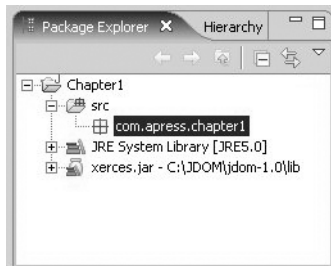 Package Explorer Hierarchy
Chapter1
src
com.apress.chapter1
JRE System Library [JRE5.0]
xerces.jar - C:\JDOM\jdom-1.0\lib